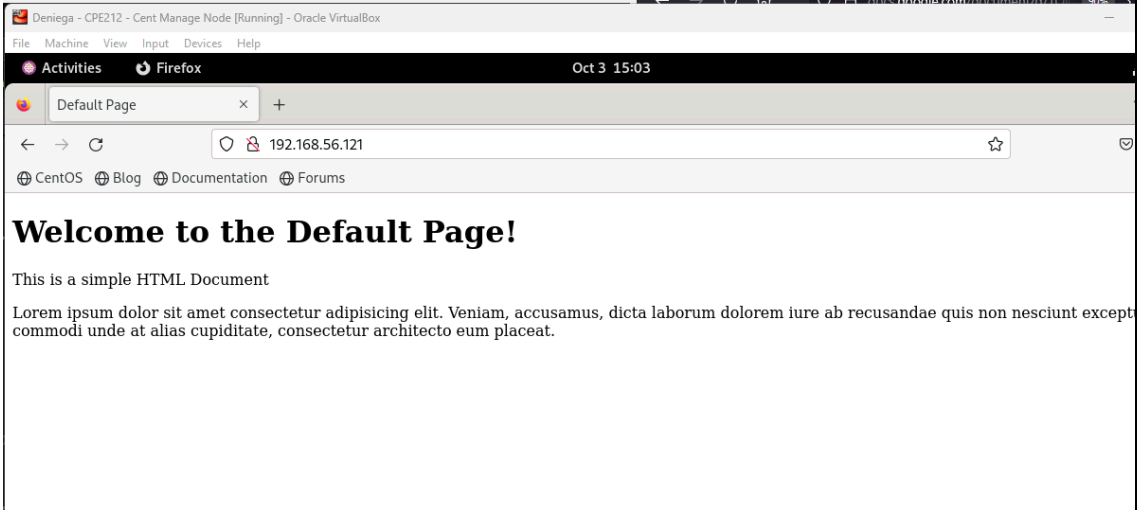 Deniega - CPE212 - Cent Manage Node [Running] - Oracle VirtualBox
File Machine View Input Devices Help
Activities Firefox Oct 3 15:03
Default Page
192.168.56.121
CentOS Blog Documentation Forums
Welcome to the Default Page!
This is a simple HTML Document
Lorem ipsum dolor sit amet consectetur adipisicing elit. Veniam, accusamus, dicta laborum dolorem iure ab recusandae quis non nesciunt
commodi unde at alias cupiditate, consectetur architecto eum placeat.